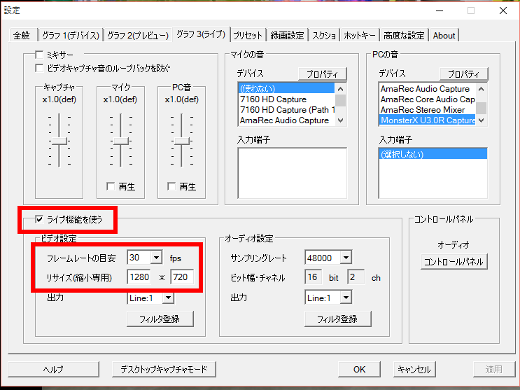 設定
全般
グラフ 1(デバイス)
グラフ 2(プレビュー)
グラフ 3(ライブ)
プリセット
録画設定
スクショ
ホットキー
高度な設定
About
ミキサー
ビデオキャプチャ音のループバックを防ぐ
キャプチャ
x1.0(def)
マイク
x1.0(def)
再生
PC音
x1.0(def)
再生
マイクの音
デバイス
プロパティ
(使わない)
7160 HD Capture
7160 HD Capture (Path 1
AmaRec Audio Capture
入力端子
PCの音
デバイス
プロパティ
AmaRec Audio Capture
AmaRec Core Audio Cap
AmaRec Stereo Mixer
MonsterX U3.0R Capture
入力端子
(選択しない)
ライブ機能を使う
ビデオ設定
フレームレートの目安
30
fps
リサイズ(縮小専用)
1280
×
720
出力
Line:1
フィルタ登録
オーディオ設定
サンプリングレート
48000
ビット幅・チャネル
16
bit
2
ch
出力
Line:1
フィルタ登録
コントロールパネル
オーディオ
コントロールパネル
ヘルプ
デスクトップキャプチャモード
OK
キャンセル
適用